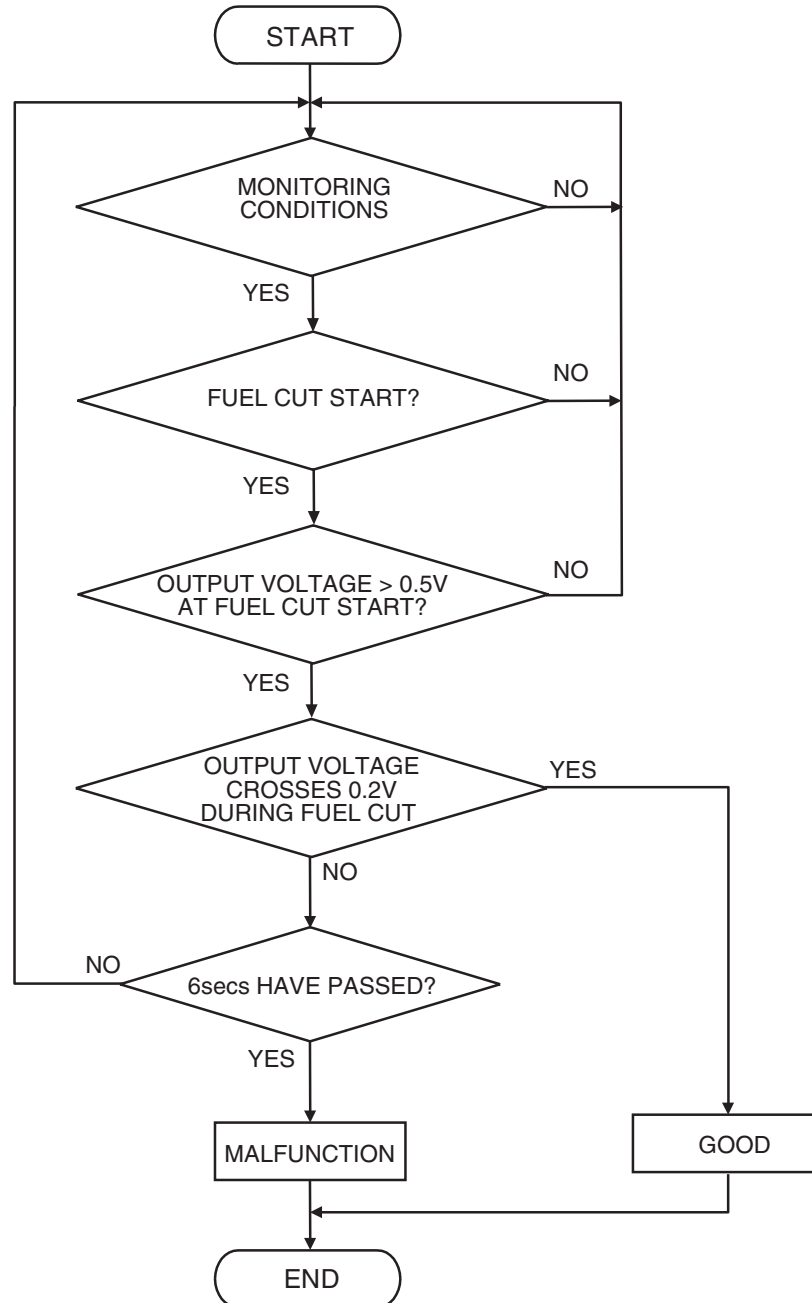 START
MONITORING
CONDITIONS
NO
YES
FUEL CUT START?
NO
YES
OUTPUT VOLTAGE > 0.5V
AT FUEL CUT START?
NO
YES
OUTPUT VOLTAGE
CROSSES 0.2V
DURING FUEL CUT
YES
NO
6secs HAVE PASSED?
NO
YES
MALFUNCTION
GOOD
END